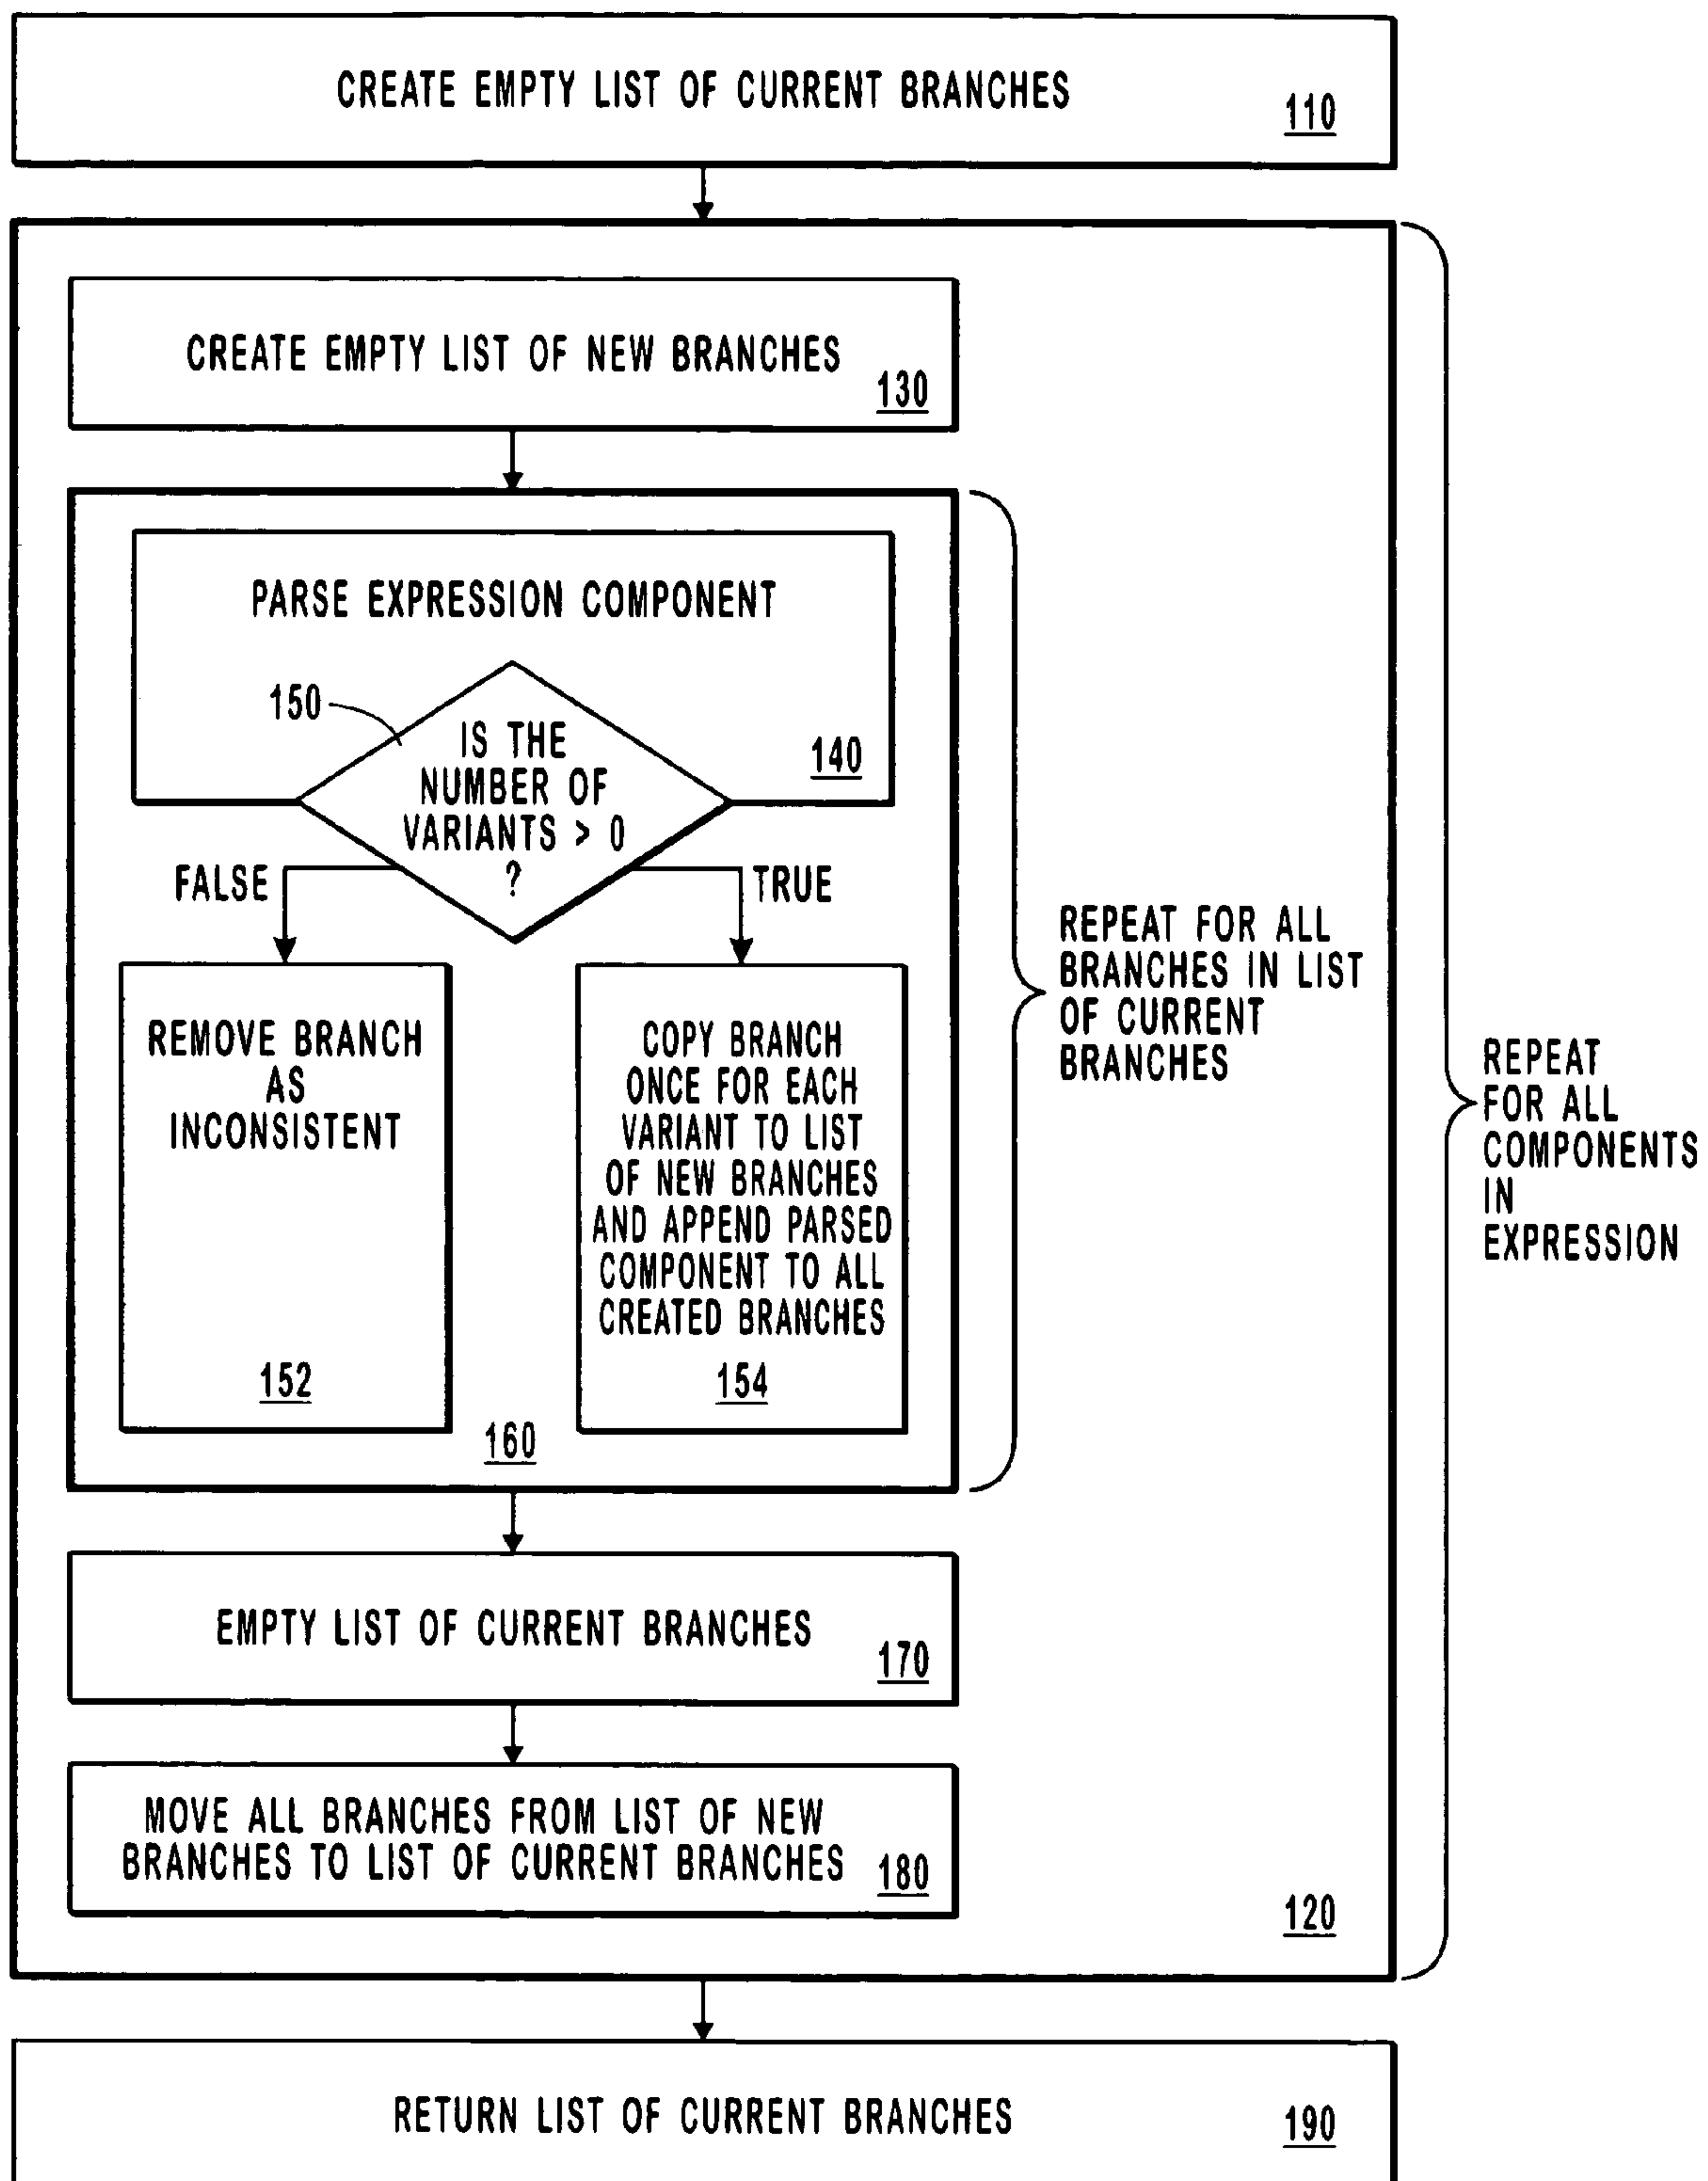 CREATE EMPTY LIST OF CURRENT BRANCHES
110
CREATE EMPTY LIST OF NEW BRANCHES
130
PARSE EXPRESSION COMPONENT
150
IS THE
NUMBER OF
VARIANTS > 0
?
140
FALSE
TRUE
REMOVE BRANCH
AS
INCONSISTENT
152
COPY BRANCH
ONCE FOR EACH
VARIANT TO LIST
OF NEW BRANCHES
AND APPEND PARSED
COMPONENT TO ALL
CREATED BRANCHES
154
160
REPEAT FOR ALL
BRANCHES IN LIST
OF CURRENT
BRANCHES
REPEAT
FOR ALL
COMPONENTS
IN
EXPRESSION
EMPTY LIST OF CURRENT BRANCHES
170
MOVE ALL BRANCHES FROM LIST OF NEW
BRANCHES TO LIST OF CURRENT BRANCHES
180
120
RETURN LIST OF CURRENT BRANCHES
190